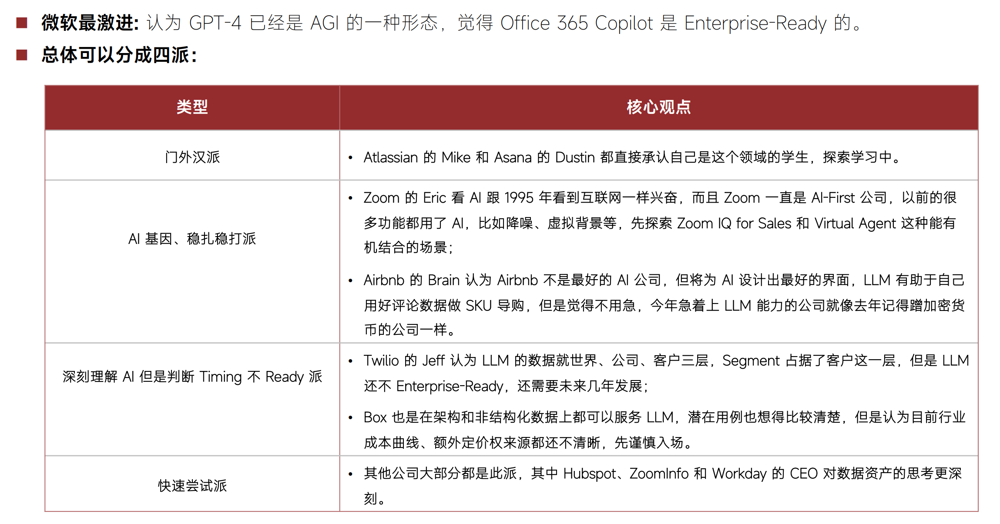 微软最激进: 认为 GPT-4 已经是 AGI 的一种形态，觉得 Office 365 Copilot 是 Enterprise-Ready 的。
总体可以分成四派：
类型
核心观点
门外汉派
• Atlassian 的 Mike 和 Asana 的 Dustin 都直接承认自己是这个领域的学生，探索学习中。
AI 基因、稳扎稳打派
• Zoom 的 Eric 看 AI 跟 1995 年看到互联网一样兴奋，而且 Zoom 一直是 AI-First 公司，以前的很
多功能都用了 AI，比如降噪、虚拟背景等，先探索 Zoom IQ for Sales 和 Virtual Agent 这种能有
机结合的场景；
• Airbnb 的 Brain 认为 Airbnb 不是最好的 AI 公司，但将为 AI 设计出最好的界面，LLM 有助于自己
用好评论数据做 SKU 导购，但是觉得不用急，今年急着上 LLM 能力的公司就像去年记得蹭加密货
币的公司一样。
深刻理解 AI 但是判断 Timing 不 Ready 派
• Twilio 的 Jeff 认为 LLM 的数据就世界、公司、客户三层，Segment 占据了客户这一层，但是 LLM
还不 Enterprise-Ready，还需要未来几年发展；
• Box 也是在架构和非结构化数据上都可以服务 LLM，潜在用例也想得比较清楚，但是认为目前行业
成本曲线、额外定价权来源都还不清晰，先谨慎入场。
快速尝试派
• 其他公司大部分都是此派，其中 Hubspot、ZoomInfo 和 Workday 的 CEO 对数据资产的思考更深
刻。